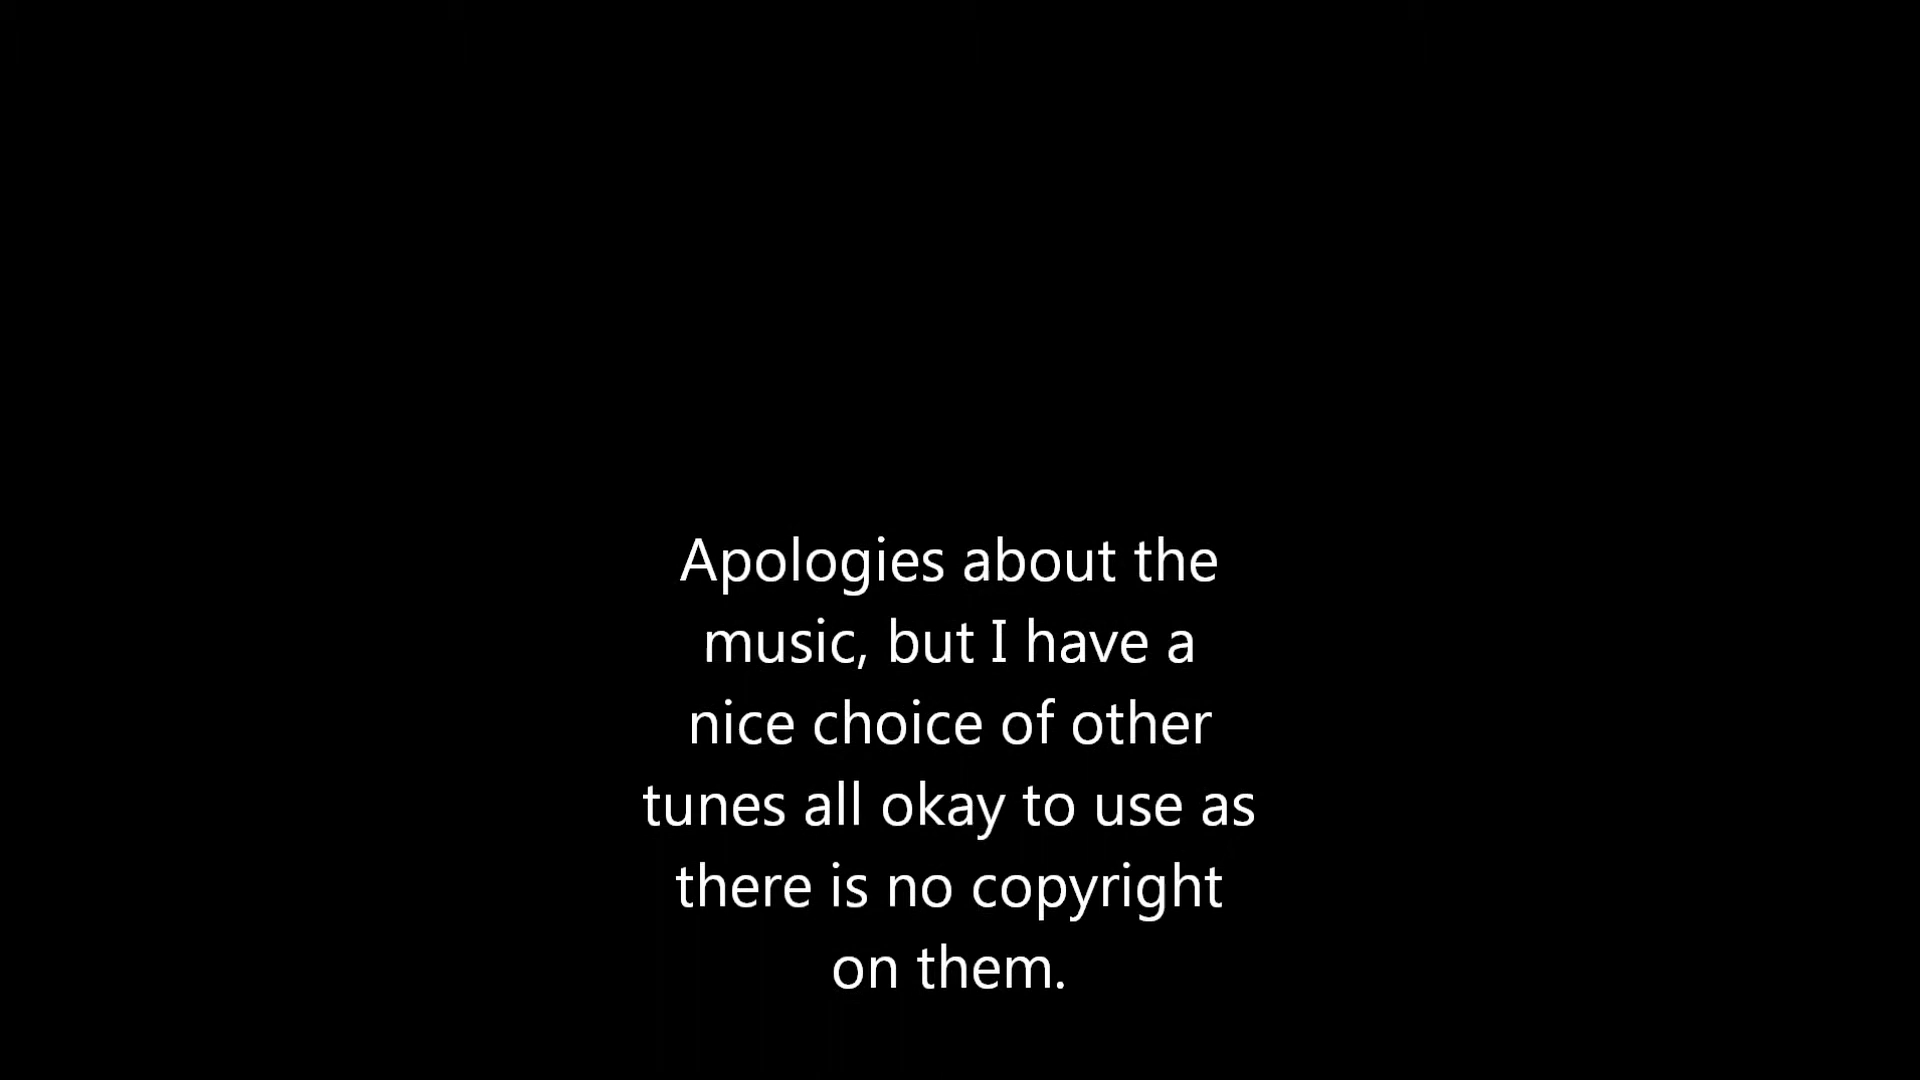 Apologies about the
music, but I have a
nice choice of other
tunes all okay to use as
there is no copyright
on them.